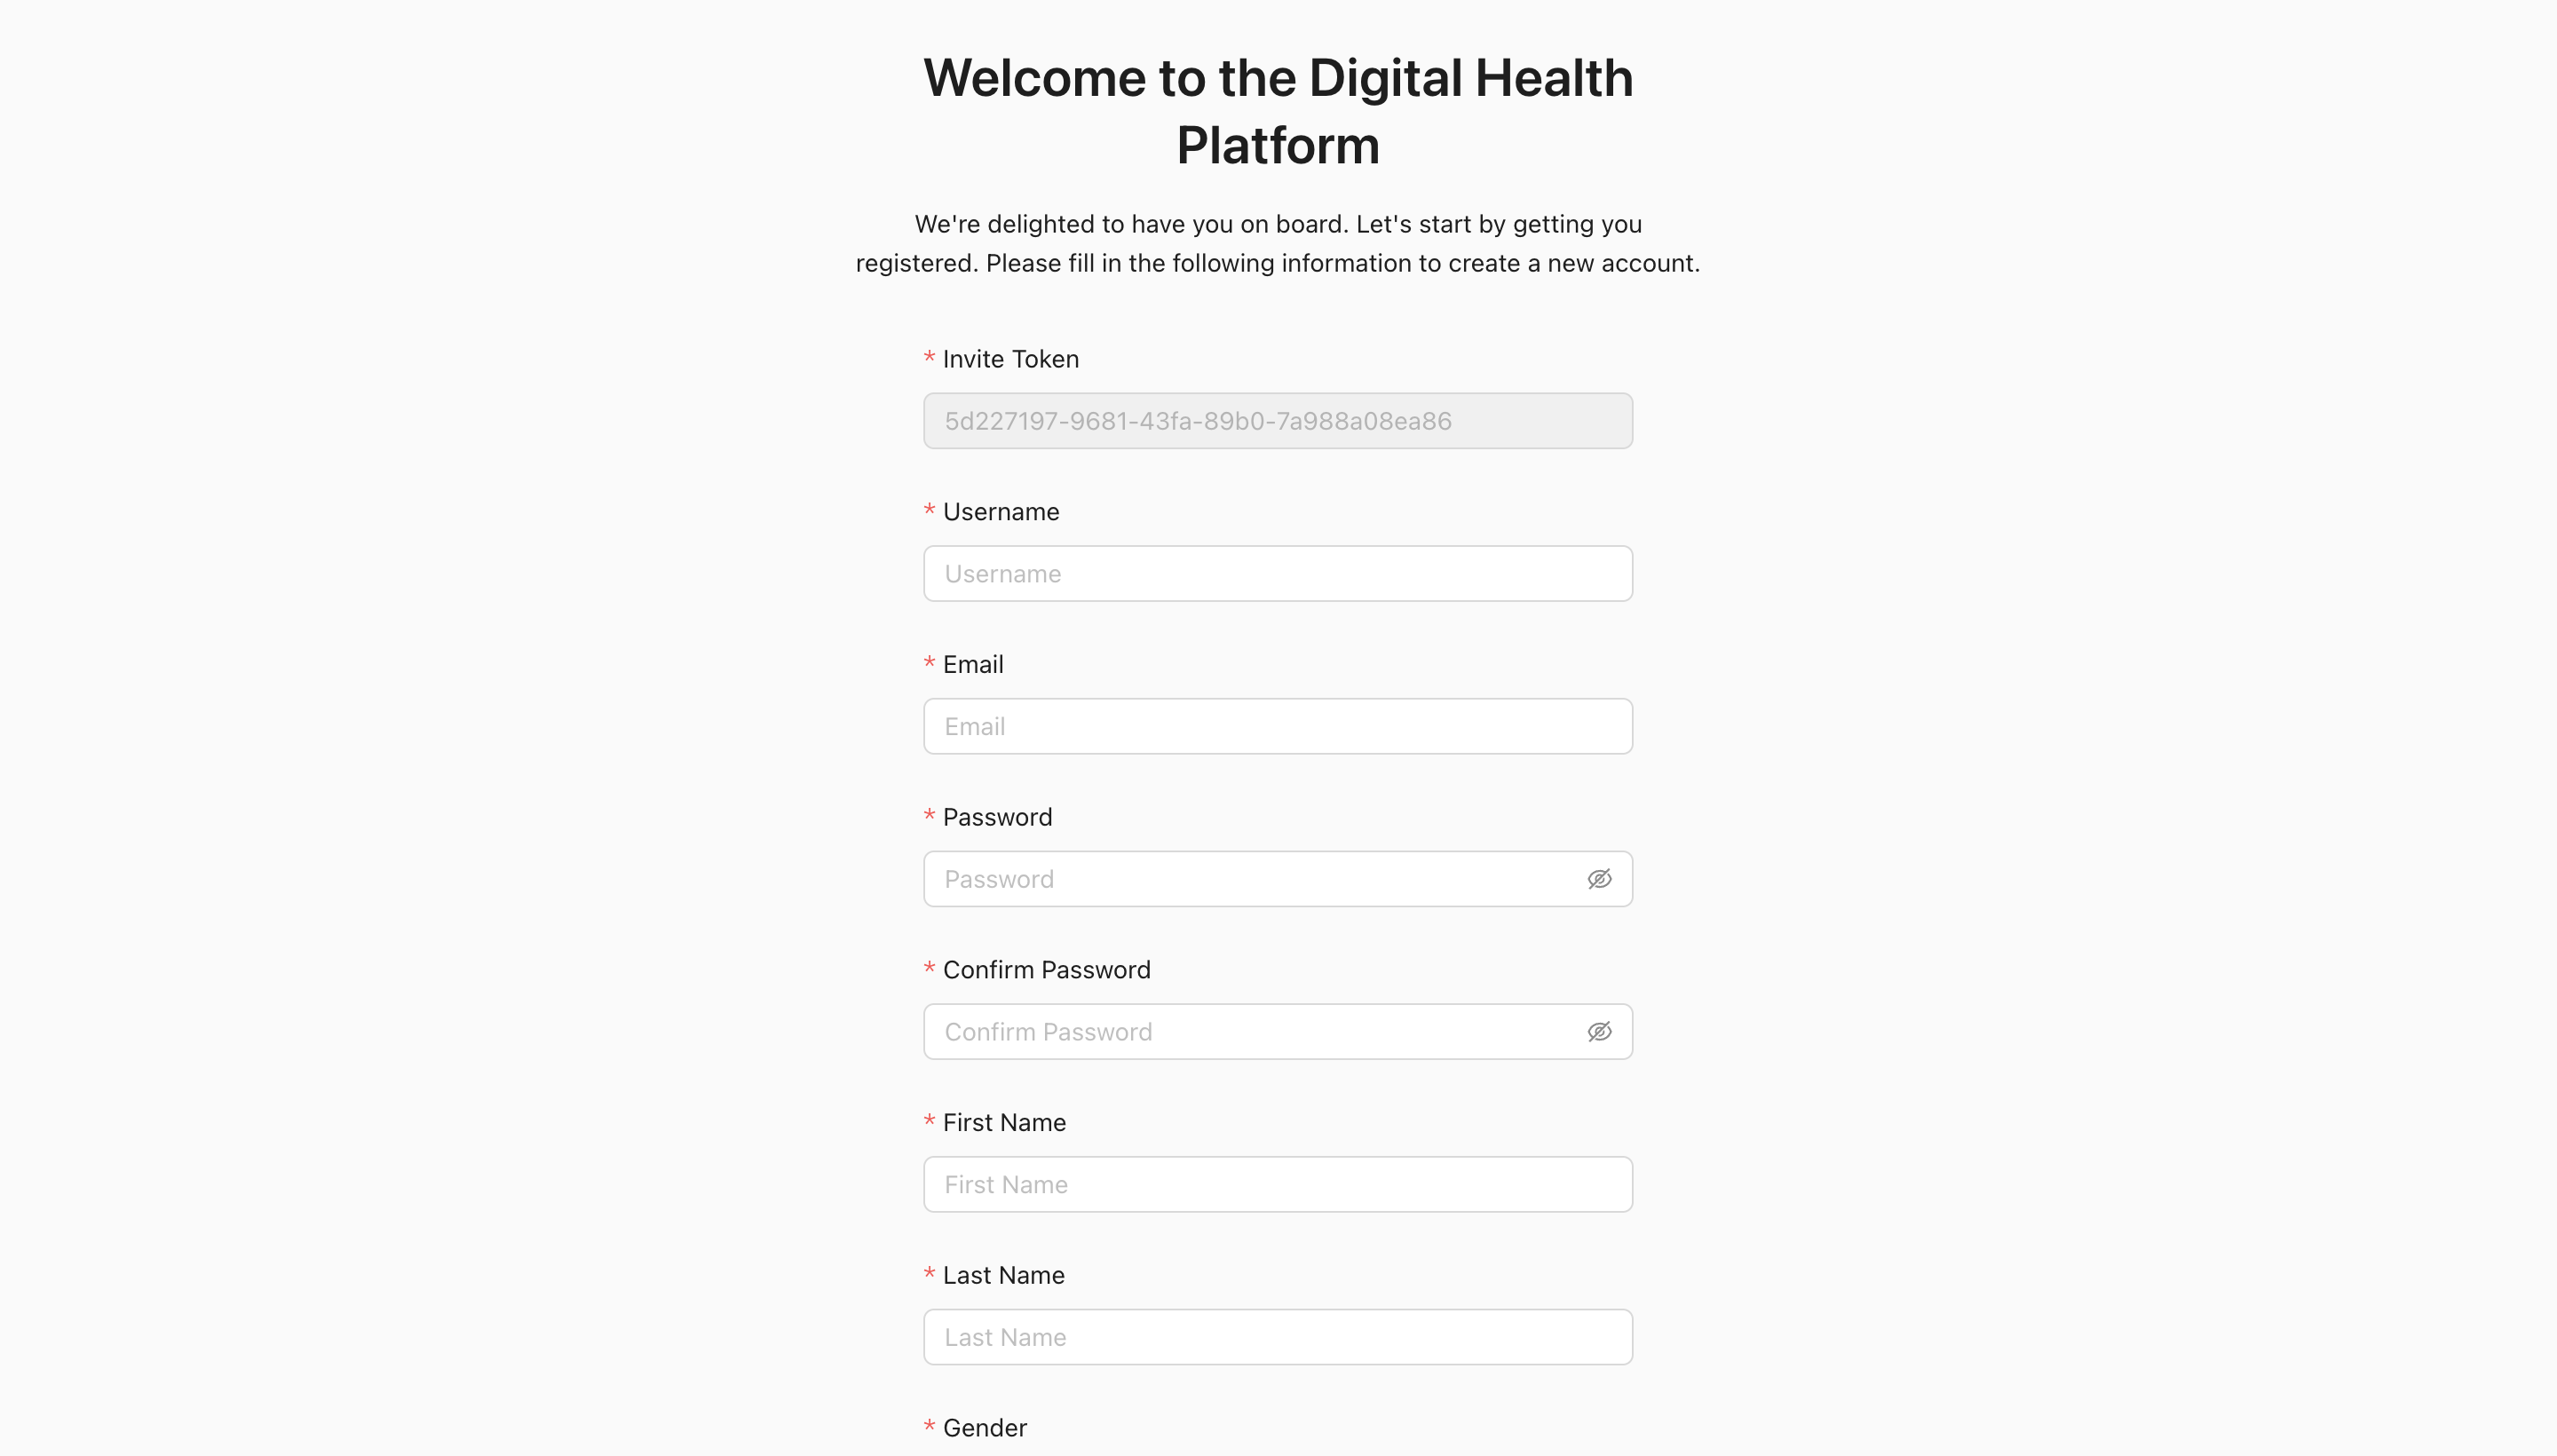 Welcome to the Digital Health
Platform
We're delighted to have you on board. Let's start by getting you
registered. Please fill in the following information to create a new account.
* Invite Token
5d227197-9681-43fa-89b0-7a988a08ea86
* Username
Username
* Email
Email
* Password
Password
* Confirm Password
Confirm Password
* First Name
First Name
* Last Name
Last Name
* Gender